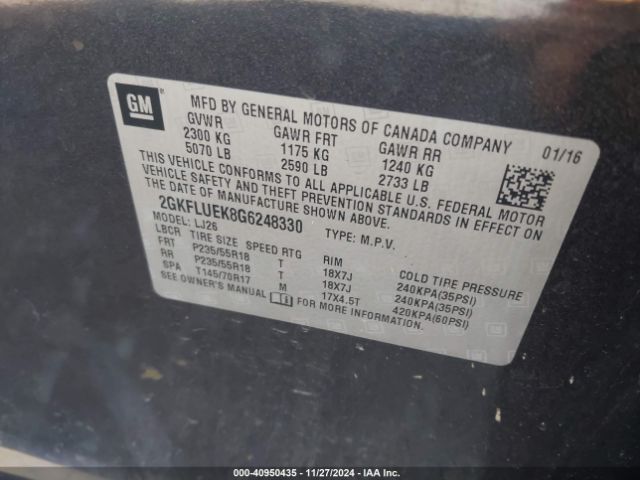 GM
MFD BY GENERAL MOTORS OF CANADA COMPANY
GVWR GAWR FRT GAWR RR 01/16
2300 KG 1175 KG 1240 KG
5070 LB 2590 LB 2733 LB
THIS VEHICLE CONFORMS TO ALL APPLICABLE U.S. FEDERAL MOTOR
VEHICLE SAFETY AND THEFT PREVENTION STANDARDS IN EFFECT ON
THE DATE OF MANUFACTURE SHOWN ABOVE.
2GKFLUEK8G6248330 TYPE: M.P.V.
MODEL: LJ26
LBCR TIRE SIZE SPEED RTG RIM COLD TIRE PRESSURE
FRT P235/55R18 T 18X7J 240KPA(35PSI)
RR P235/55R18 T 18X7J 240KPA(35PSI)
SPA T145/70R17 M 17X4.5T 420KPA(60PSI)
SEE OWNER'S MANUAL FOR MORE INFORMATION.
000-40950435 - 11/27/2024 - IAA Inc.